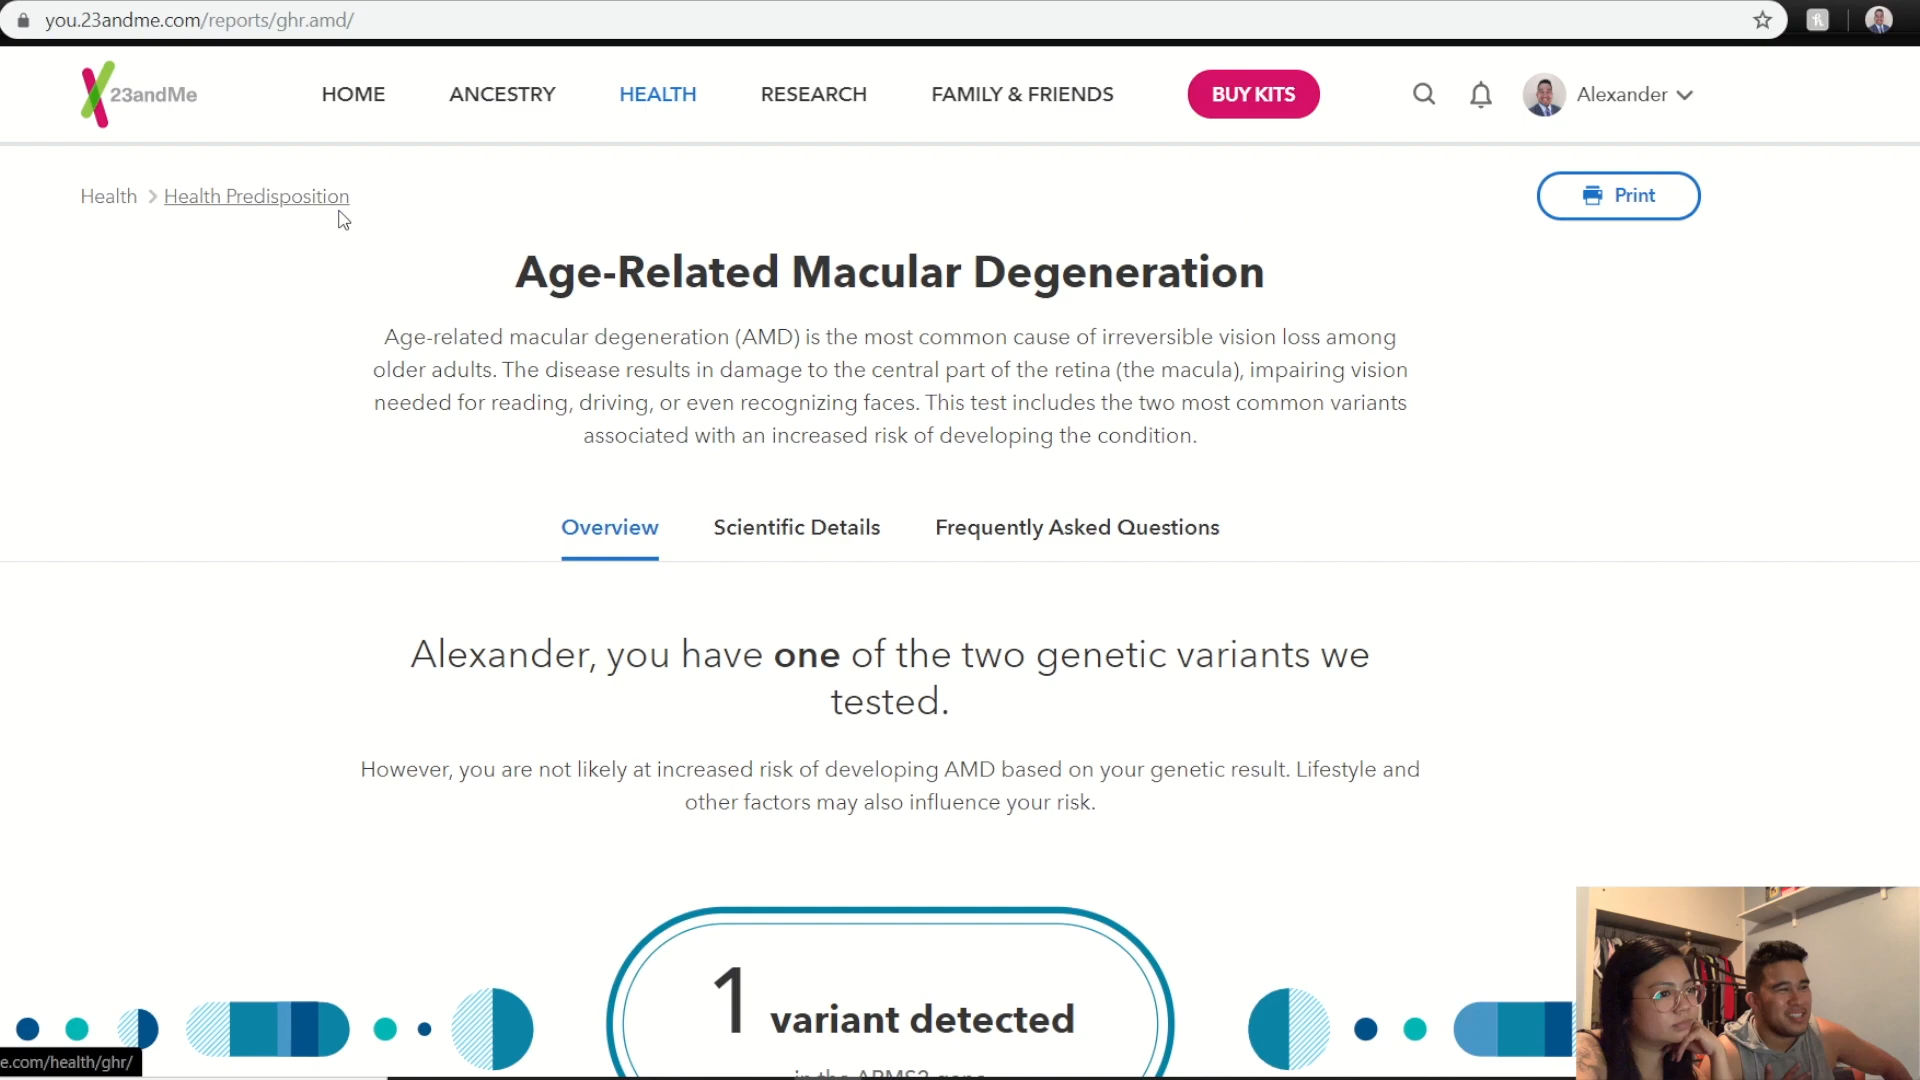 you.23andme.com/reports/ghr.amd/
23andMe
HOME
ANCESTRY
HEALTH
RESEARCH
FAMILY & FRIENDS
BUY KITS
Alexander
Health
Health Predisposition
Print
Age-Related Macular Degeneration
Age-related macular degeneration (AMD) is the most common cause of irreversible vision loss among
older adults. The disease results in damage to the central part of the retina (the macula), impairing vision
needed for reading, driving, or even recognizing faces. This test includes the two most common variants
associated with an increased risk of developing the condition.
Overview
Scientific Details
Frequently Asked Questions
Alexander, you have one of the two genetic variants we
tested.
However, you are not likely at increased risk of developing AMD based on your genetic result. Lifestyle and
other factors may also influence your risk.
1 variant detected
in the ARMS2 gene
e.com/health/ghr/